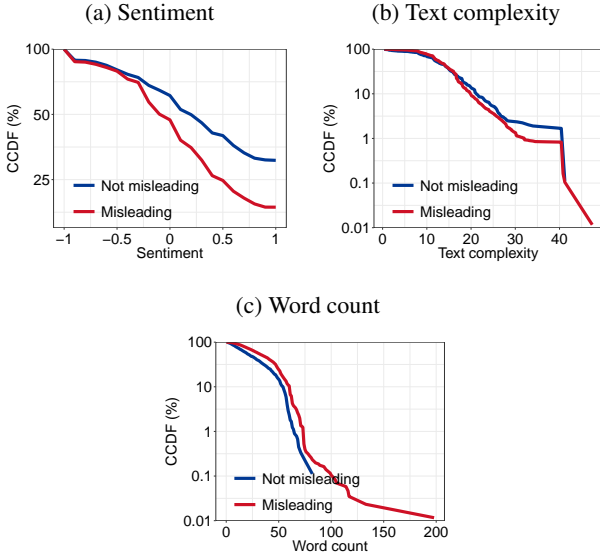 (a) Sentiment
100
50
25
CCDF (%)
Not misleading
Misleading
−1 −0.5 0 0.5 1
Sentiment
(b) Text complexity
100
10
1
0.1
0.01
CCDF (%)
Not misleading
Misleading
0 10 20 30 40
Text complexity
(c) Word count
100
10
1
0.1
0.01
CCDF (%)
Not misleading
Misleading
0 50 100 150 200
Word count